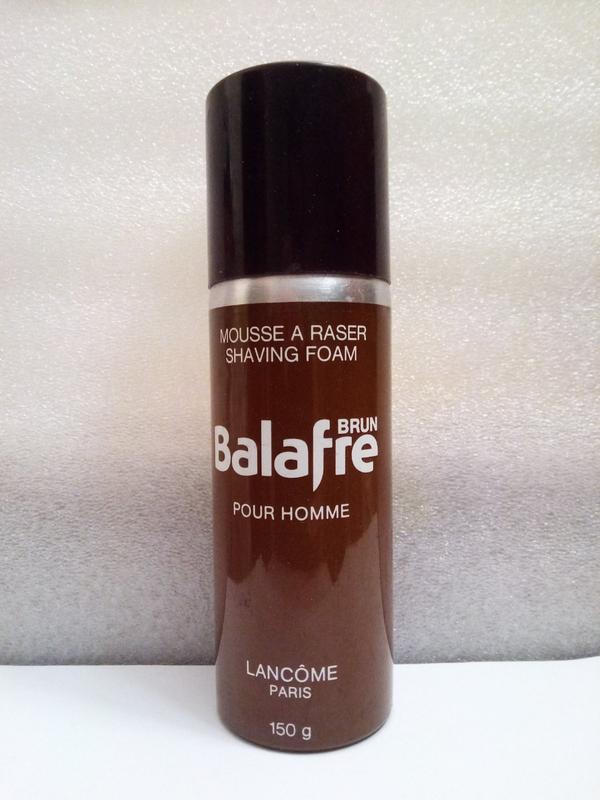 MOUSSE A RASER
SHAVING FOAM
BRUN
Balafre
POUR HOMME
LANCÔME
PARIS
150 g